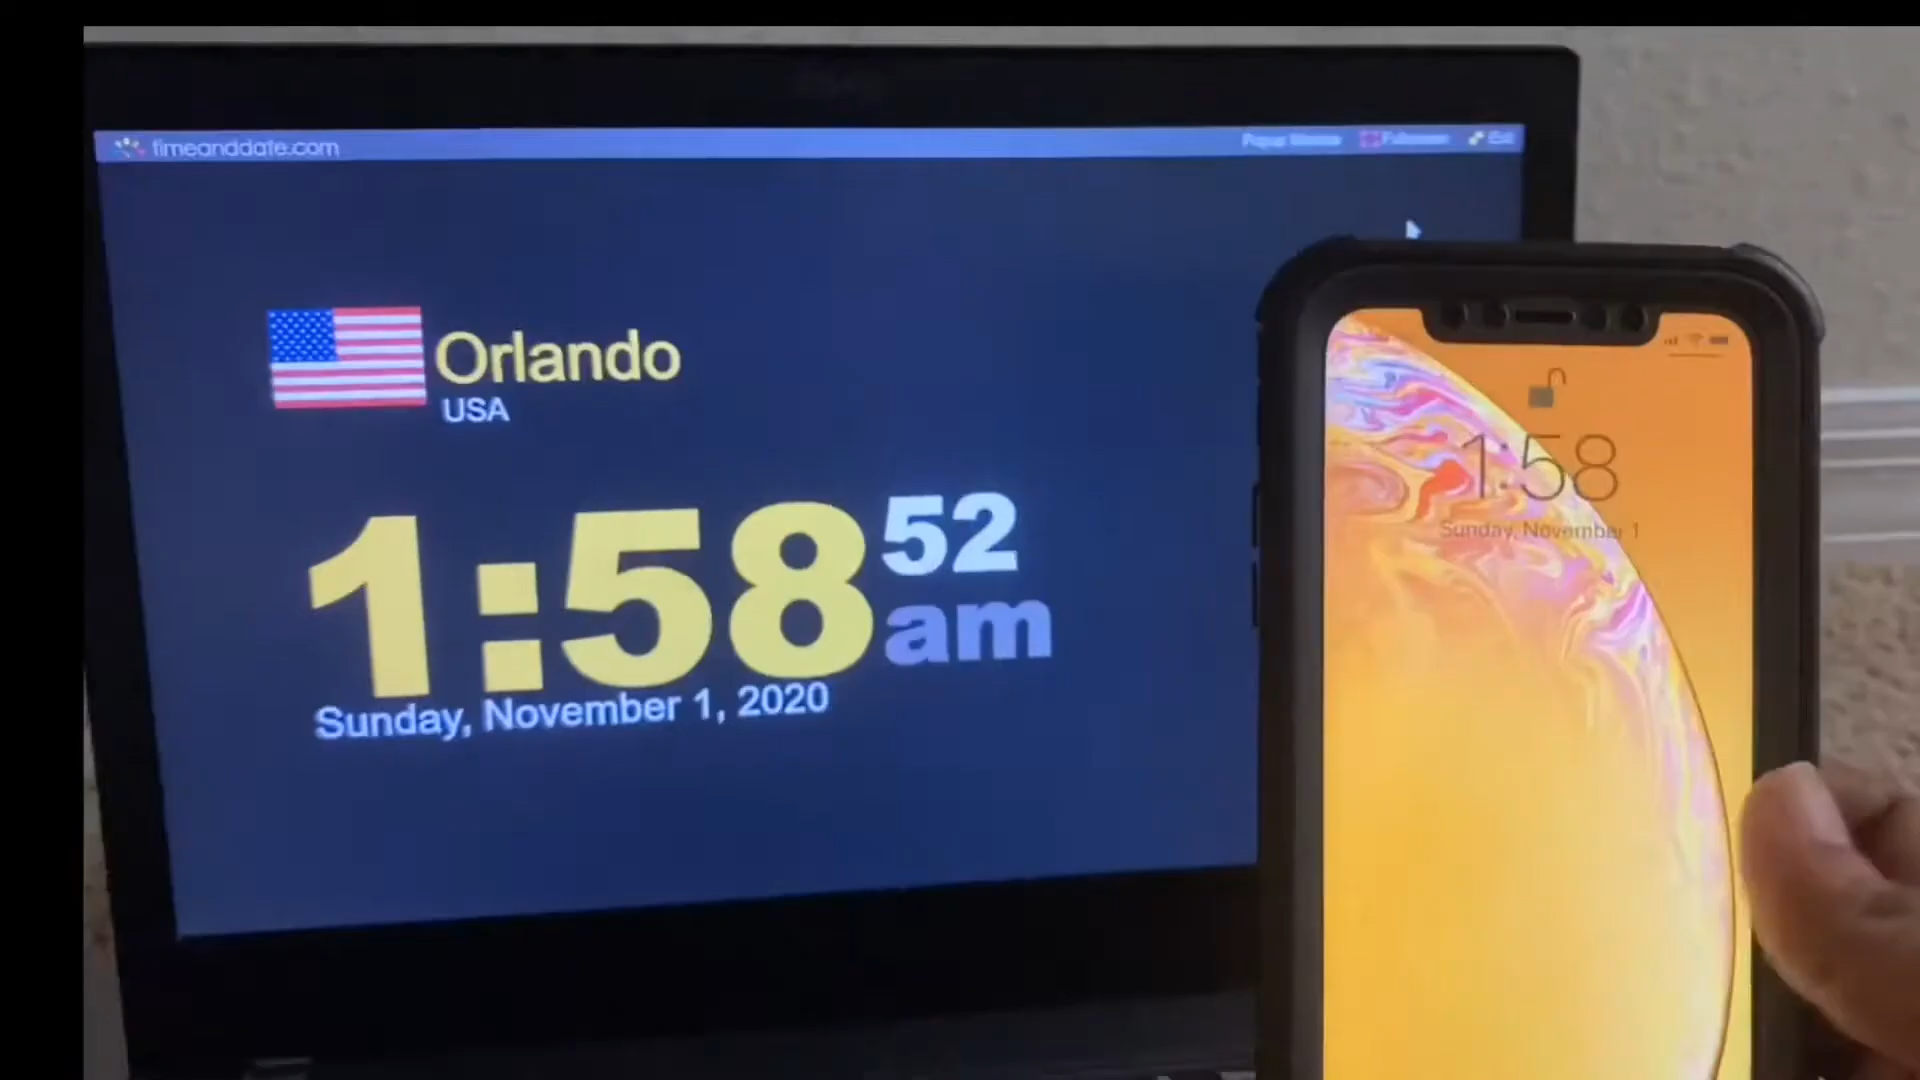 timeanddate.com
Orlando
USA
1:58 52 am
Sunday, November 1, 2020
1:58
Sunday, November 1